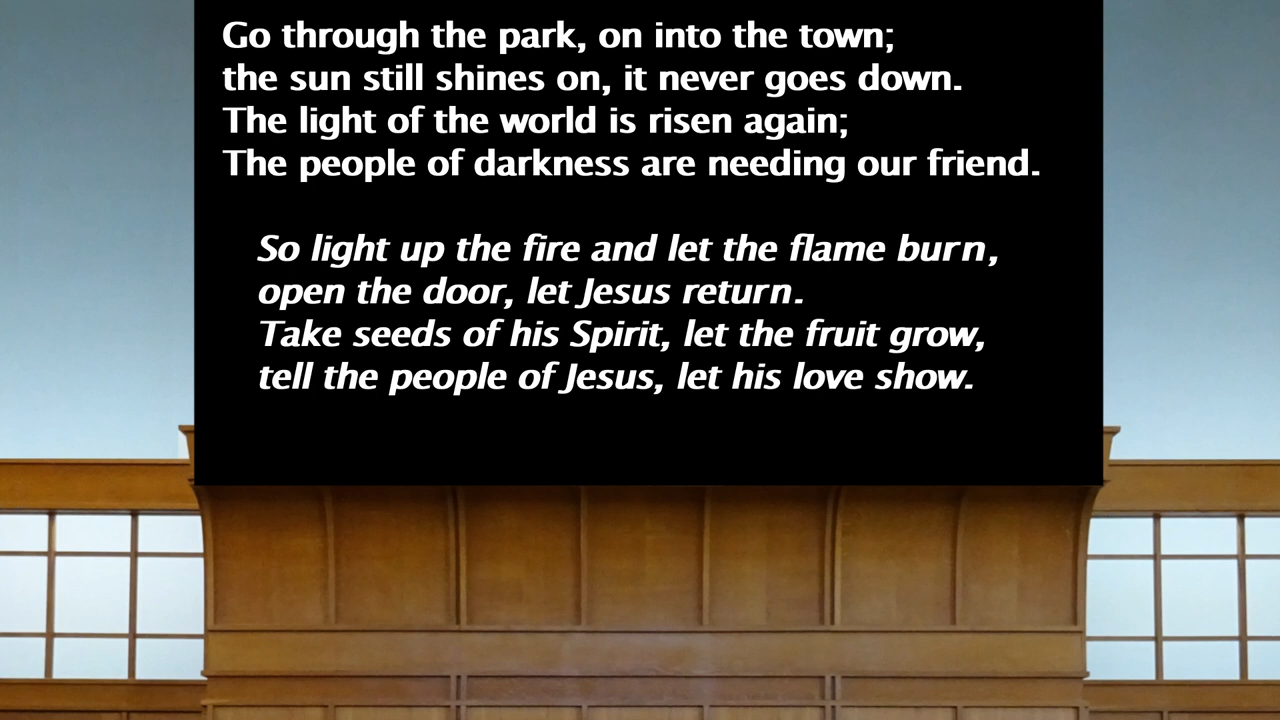 Go through the park, on into the town;
the sun still shines on, it never goes down.
The light of the world is risen again;
The people of darkness are needing our friend.
So light up the fire and let the flame burn,
open the door, let Jesus return.
Take seeds of his Spirit, let the fruit grow,
tell the people of Jesus, let his love show.